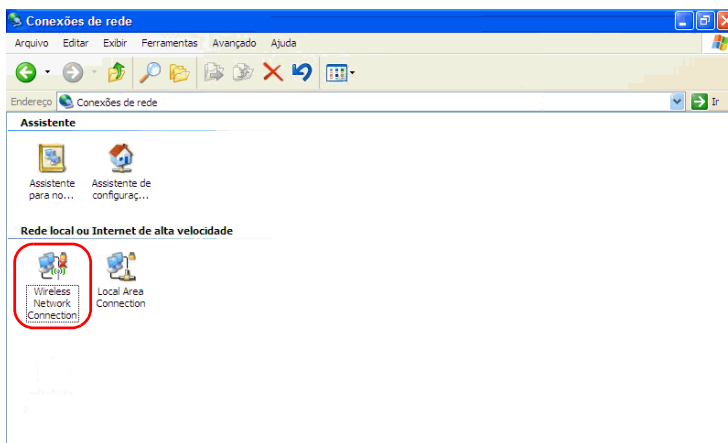 Conexões de rede
Arquivo Editar Exibir Ferramentas Avançado Ajuda
Endereço Conexões de rede Ir
Assistente
Assistente para no...
Assistente de configuraç...
Rede local ou Internet de alta velocidade
Wireless Network Connection
Local Area Connection